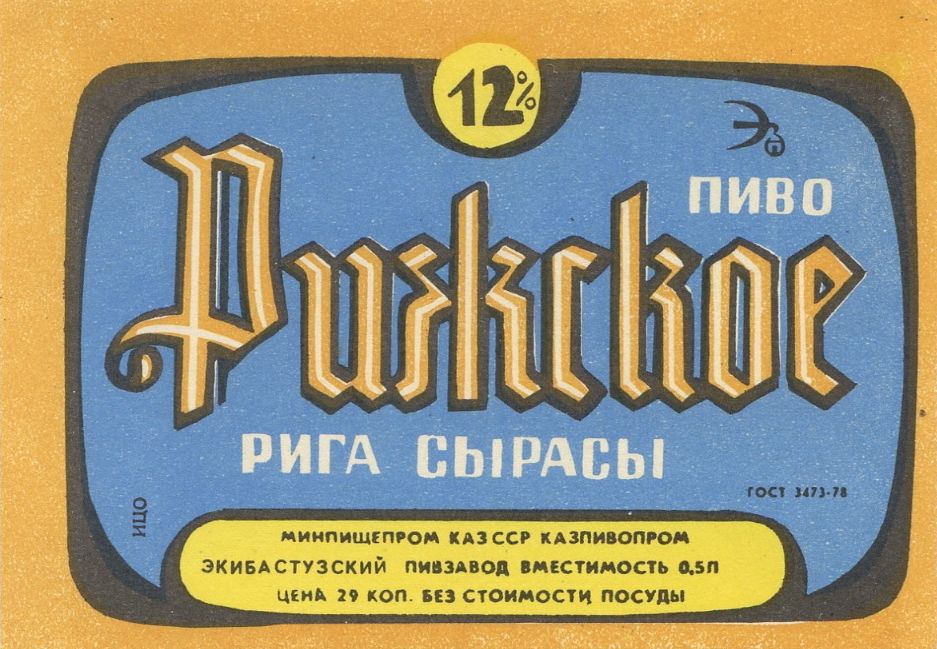 12%
ПИВО
Рижское
РИГА СЫРАСЫ
ГОСТ 3473-78
ИЦО
МИНПИЩЕПРОМ КАЗ ССР КАЗПИВОПРОМ
ЭКИБАСТУЗСКИЙ ПИВЗАВОД ВМЕСТИМОСТЬ 0,5Л
ЦЕНА 29 КОП. БЕЗ СТОИМОСТИ ПОСУДЫ